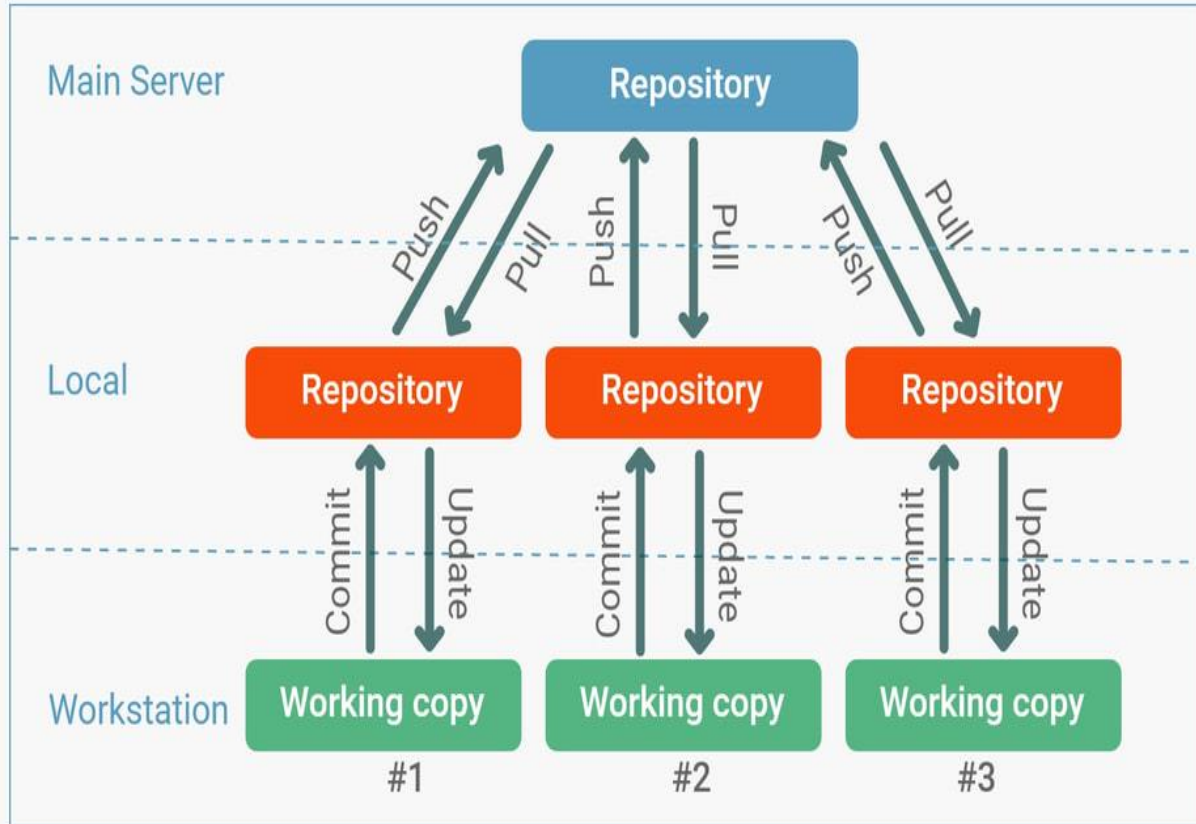 Main Server
Repository
Push
Pull
Push
Pull
Push
Pull
Local
Repository
Repository
Repository
Commit
Update
Commit
Update
Commit
Update
Workstation
Working copy
Working copy
Working copy
#1
#2
#3